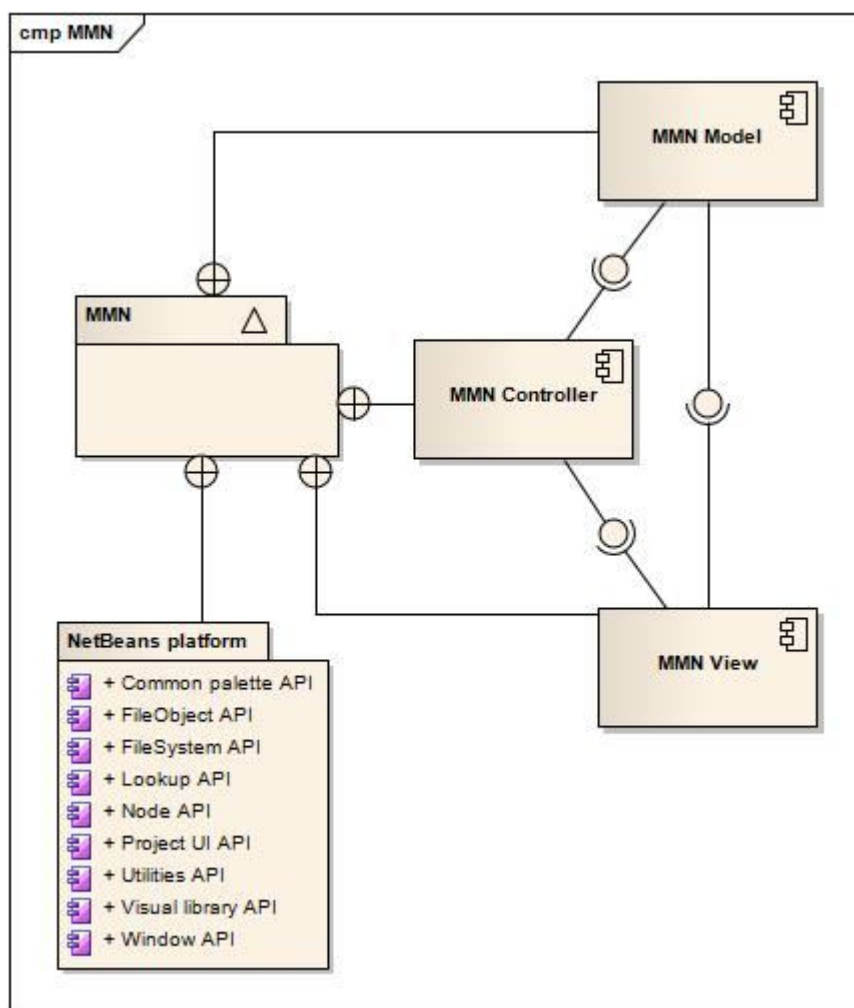 cmp MMN
MMN Model
MMN
MMN Controller
NetBeans platform
+ Common palette API
+ FileObject API
+ FileSystem API
+ Lookup API
+ Node API
+ Project UI API
+ Utilities API
+ Visual library API
+ Window API
MMN View